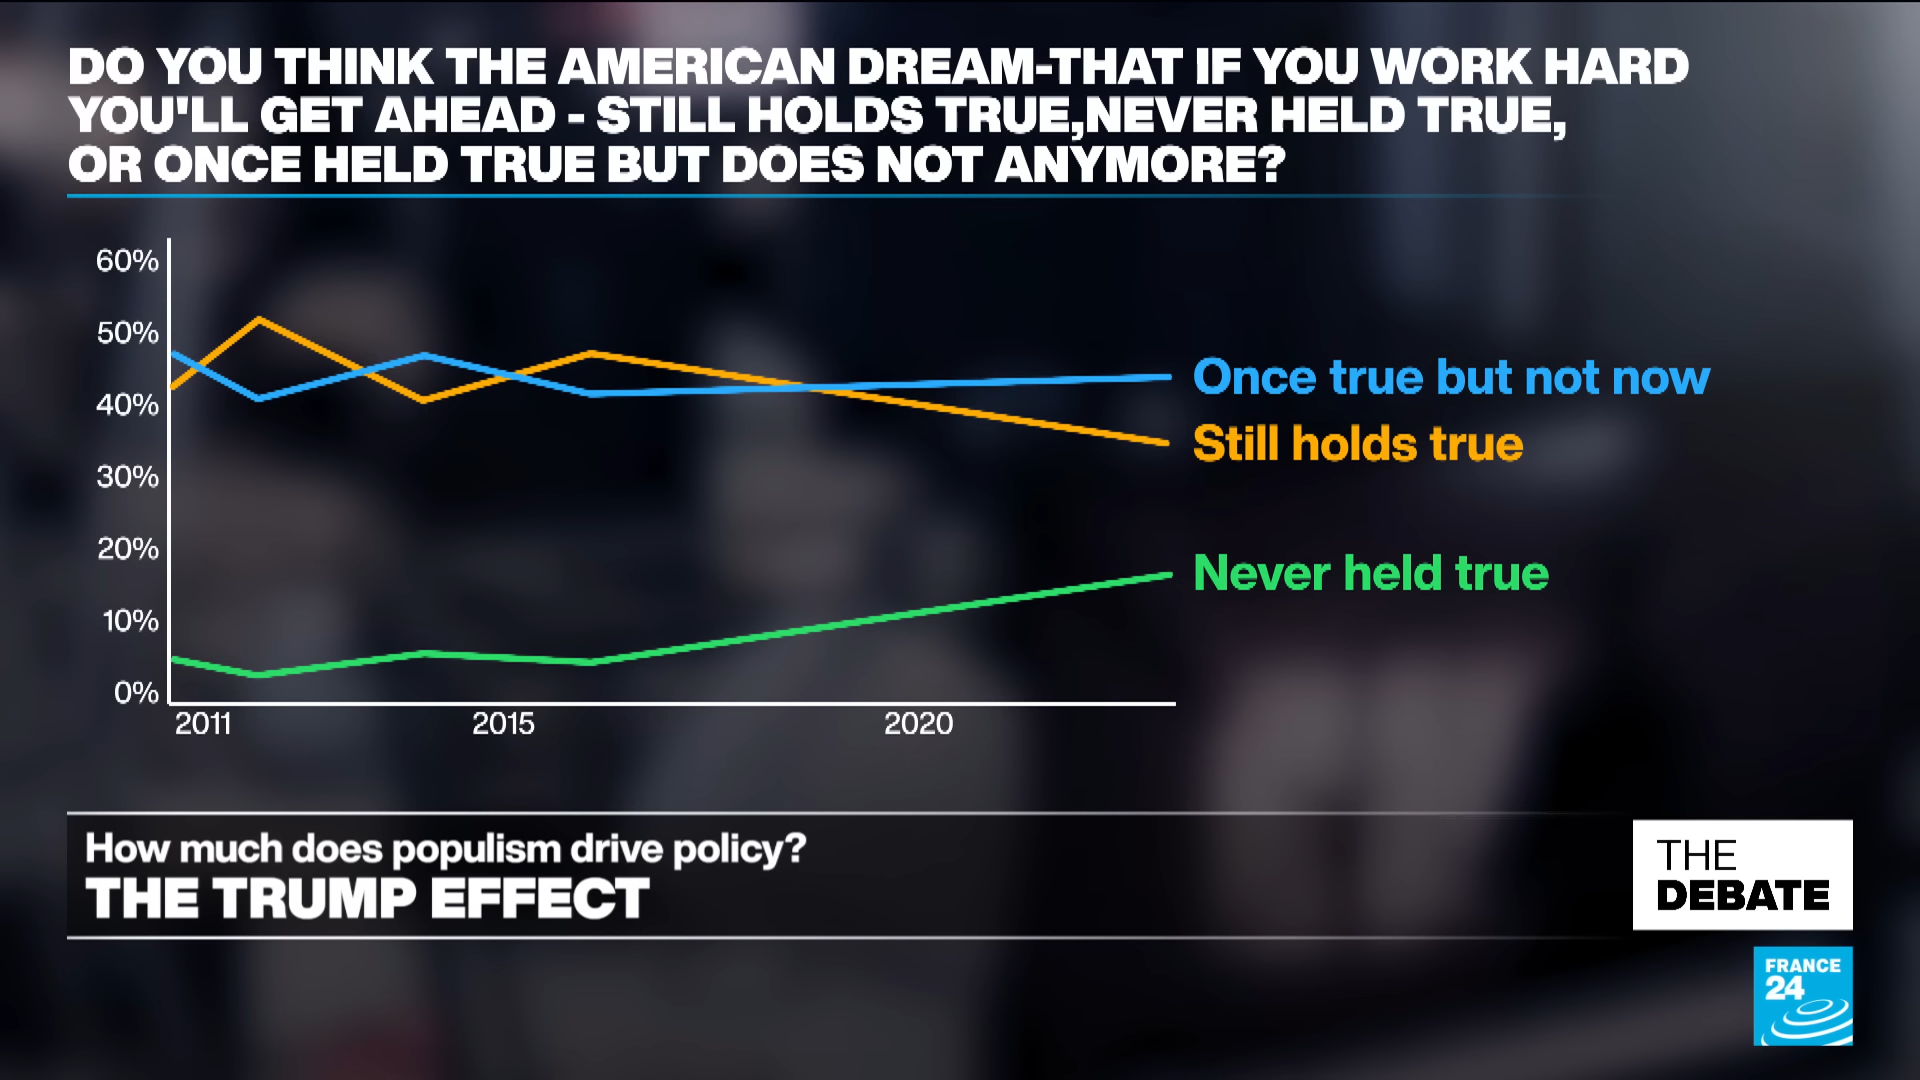 DO YOU THINK THE AMERICAN DREAM-THAT IF YOU WORK HARD
YOU'LL GET AHEAD - STILL HOLDS TRUE,NEVER HELD TRUE,
OR ONCE HELD TRUE BUT DOES NOT ANYMORE?
60%
50%
40%
30%
20%
10%
0%
2011
2015
2020
Once true but not now
Still holds true
Never held true
How much does populism drive policy?
THE TRUMP EFFECT
THE
DEBATE
FRANCE
24